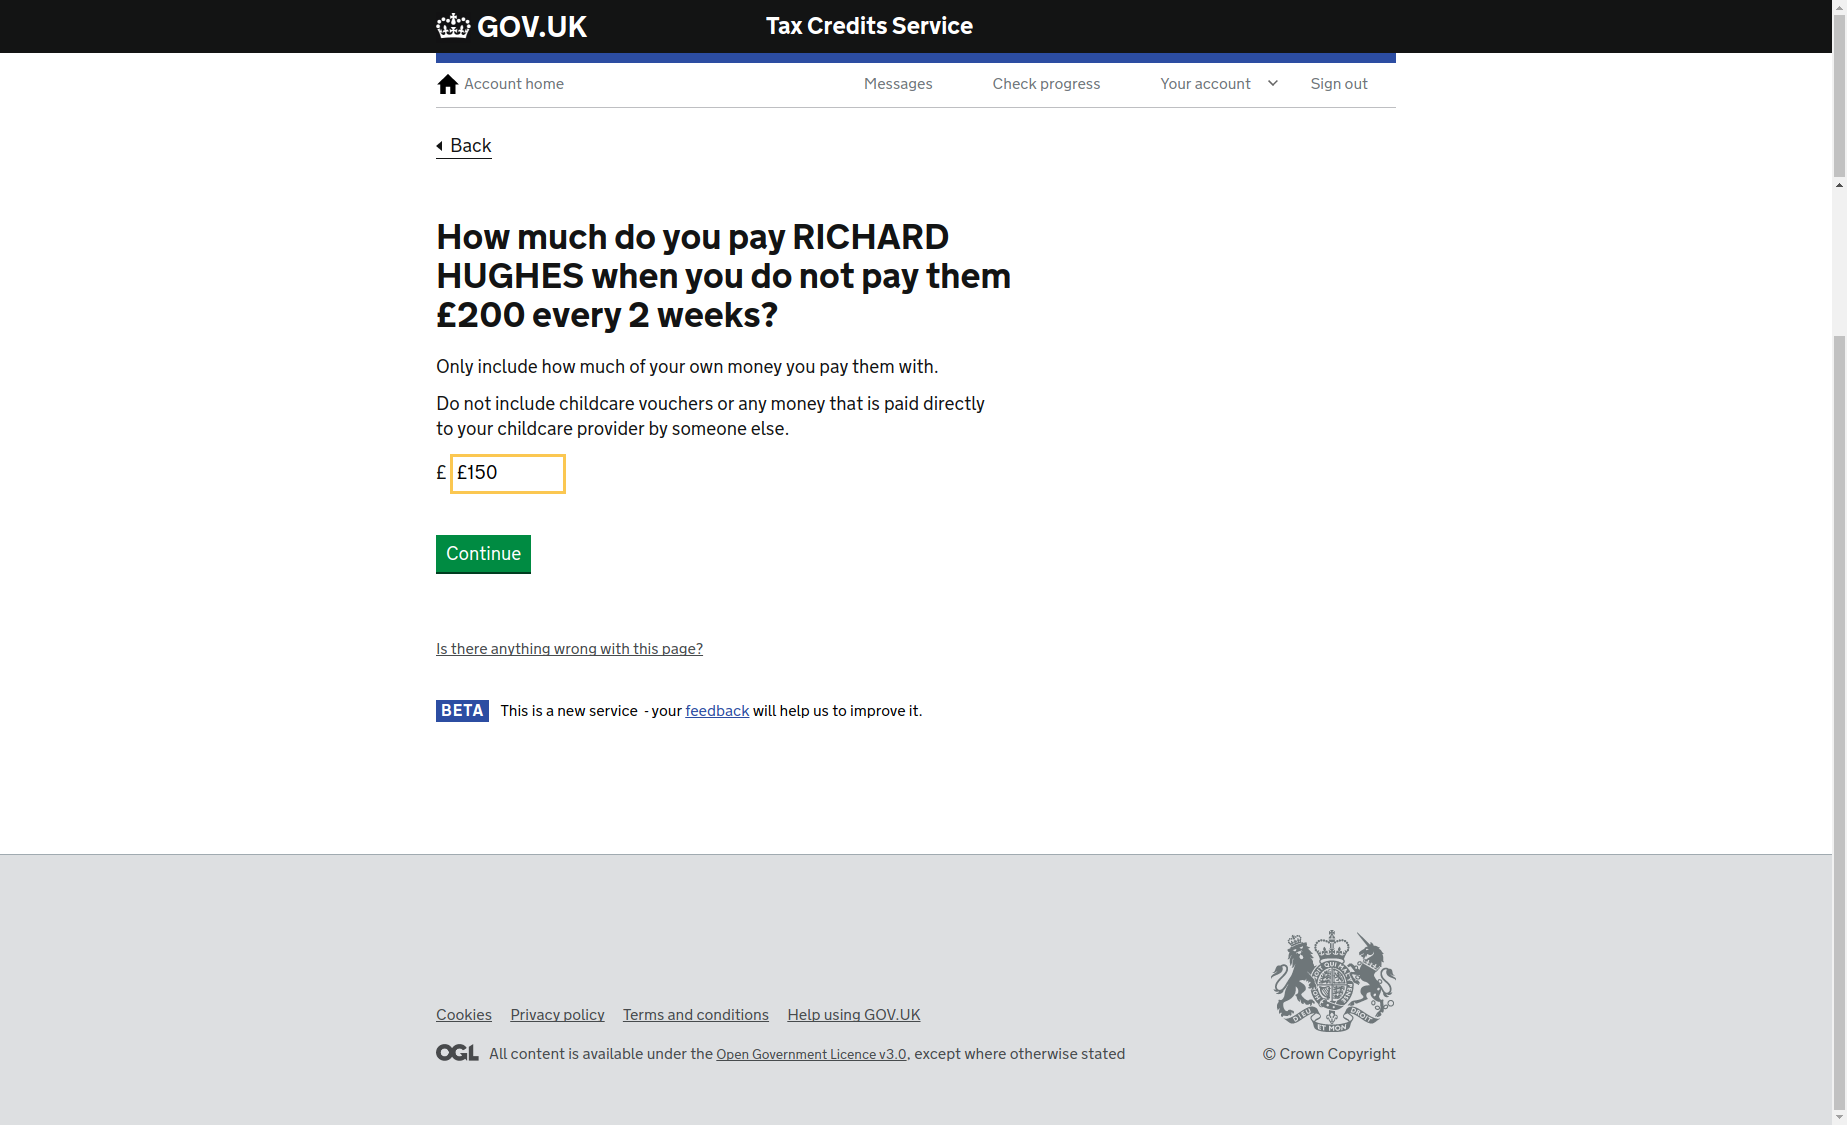 GOV.UK
Tax Credits Service
Account home
Messages
Check progress
Your account
Sign out
Back
How much do you pay RICHARD
HUGHES when you do not pay them
£200 every 2 weeks?
Only include how much of your own money you pay them with.
Do not include childcare vouchers or any money that is paid directly
to your childcare provider by someone else.
£ £150
Continue
Is there anything wrong with this page?
BETA This is a new service - your feedback will help us to improve it.
Cookies Privacy policy Terms and conditions Help using GOV.UK
OGL All content is available under the Open Government Licence v3.0, except where otherwise stated
DIEU ET MON DROIT
© Crown Copyright